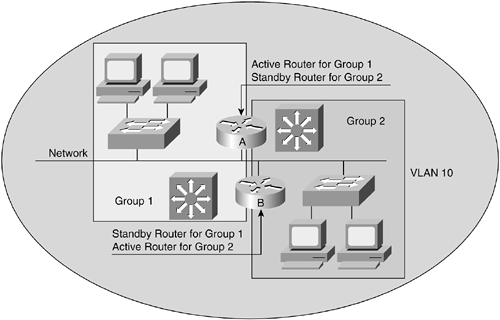 Active Router for Group 1
Standby Router for Group 2
A
Group 2
Network
VLAN 10
Group 1
B
Standby Router for Group 1
Active Router for Group 2